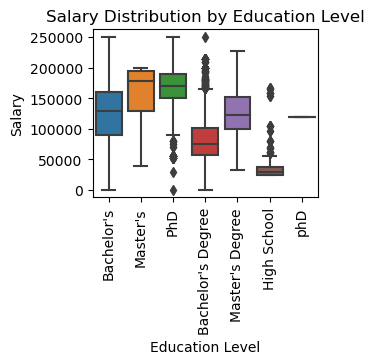 Salary Distribution by Education Level
250000
200000
150000
100000
50000
0
Salary
Bachelor's
Master's
PhD
Bachelor's Degree
Master's Degree
High School
phD
Education Level